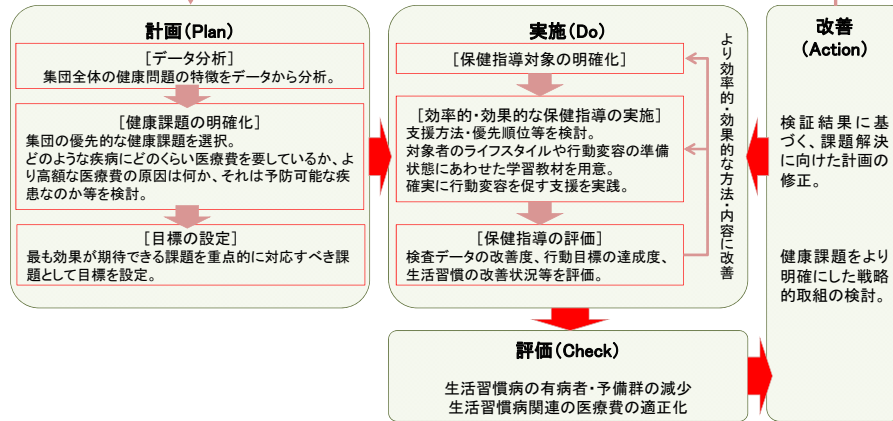 計画(Plan)
[データ分析]
集団全体の健康問題の特徴をデータから分析。
[健康課題の明確化]
集団の優先的な健康課題を選択。
どのような疾病にどのくらい医療費を要しているか、よ
り高額な医療費の原因は何か、それは予防可能な疾
患なのか等を検討。
[目標の設定]
最も効果が期待できる課題を重点的に対応すべき課
題として目標を設定。
実施(Do)
[保健指導対象の明確化]
[効率的・効果的な保健指導の実施]
支援方法・優先順位等を検討。
対象者のライフスタイルや行動変容の準備
状態にあわせた学習教材を用意。
確実に行動変容を促す支援を実践。
[保健指導の評価]
検査データの改善度、行動目標の達成度、
生活習慣の改善状況等を評価。
より効率的・効果的な方法・内容に改善
評価(Check)
生活習慣病の有病者・予備群の減少
生活習慣病関連の医療費の適正化
改善
(Action)
検証結果に基
づく、課題解決
に向けた計画の
修正。
健康課題をより
明確にした戦略
的取組の検討。